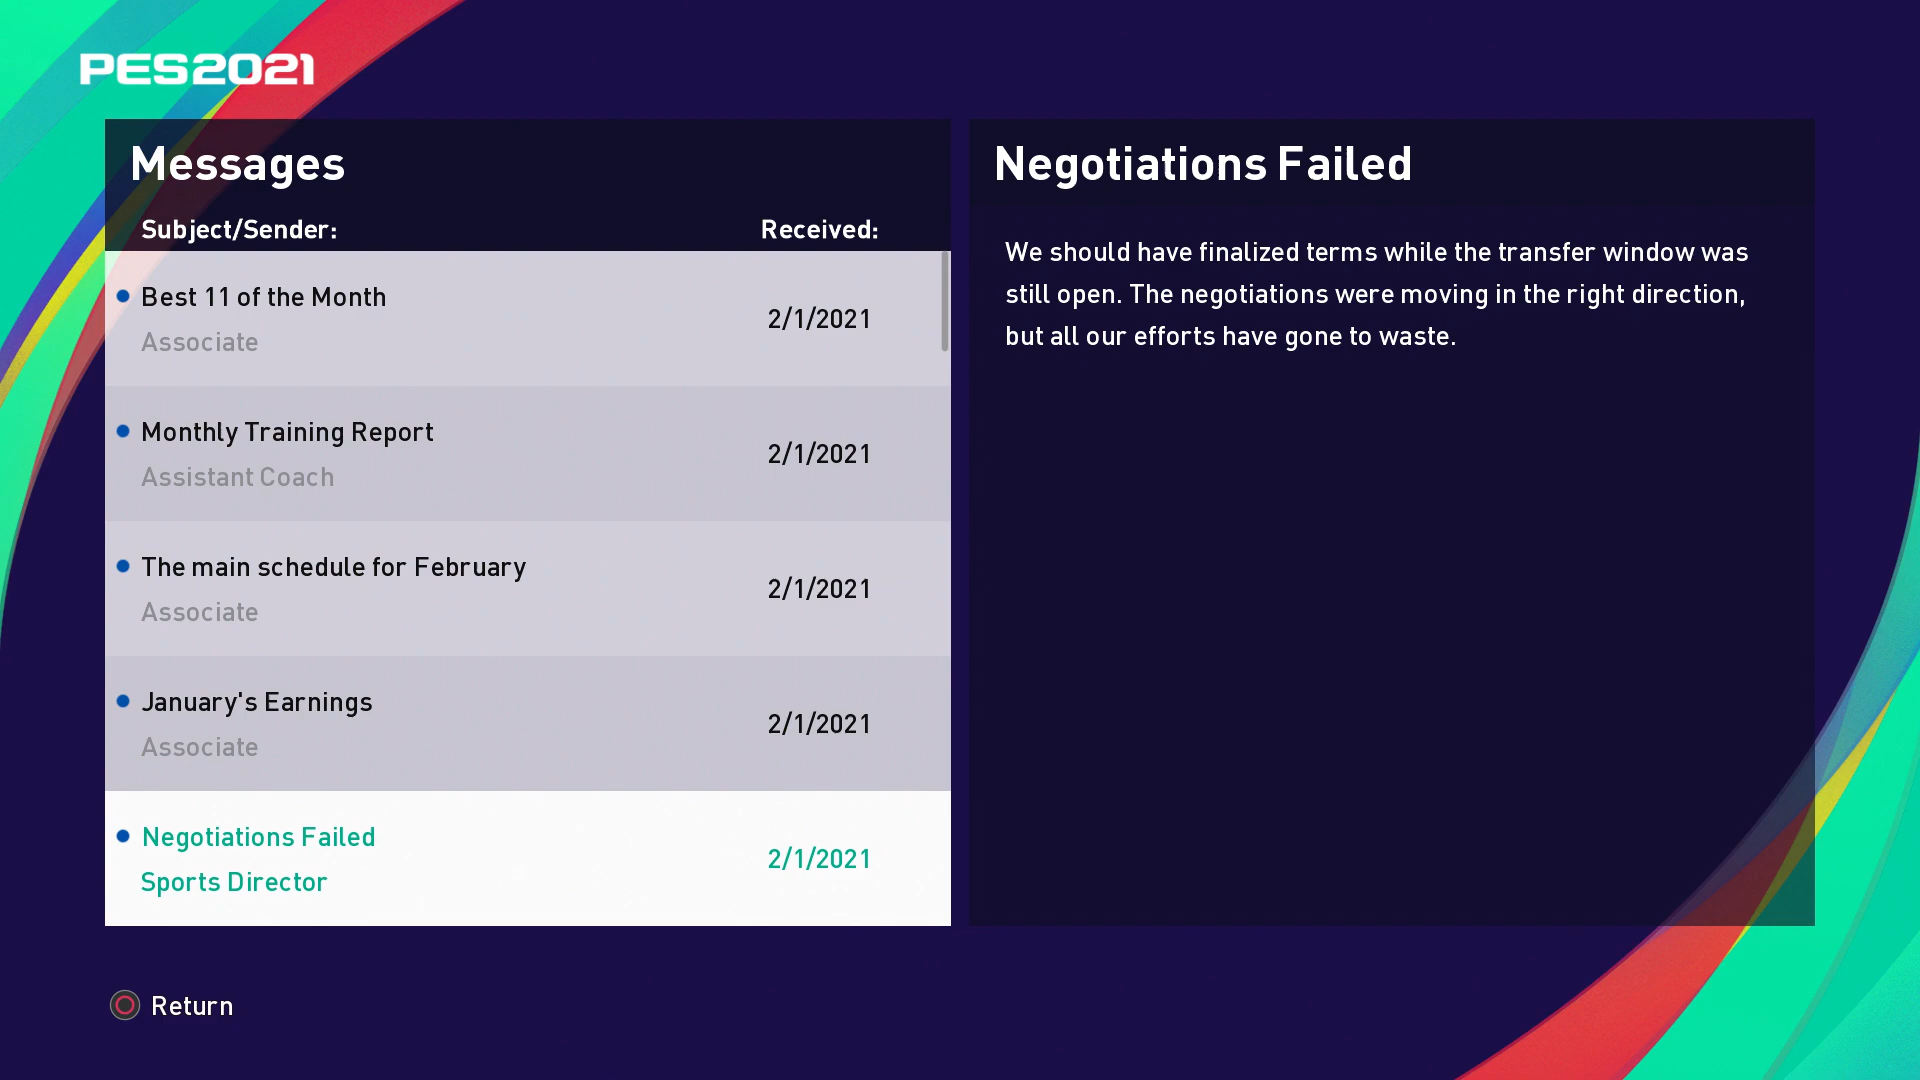 PES2021
Messages
Subject/Sender: Received:
Best 11 of the Month
Associate
2/1/2021
Monthly Training Report
Assistant Coach
2/1/2021
The main schedule for February
Associate
2/1/2021
January's Earnings
Associate
2/1/2021
Negotiations Failed
Sports Director
2/1/2021
Negotiations Failed
We should have finalized terms while the transfer window was
still open. The negotiations were moving in the right direction,
but all our efforts have gone to waste.
Return